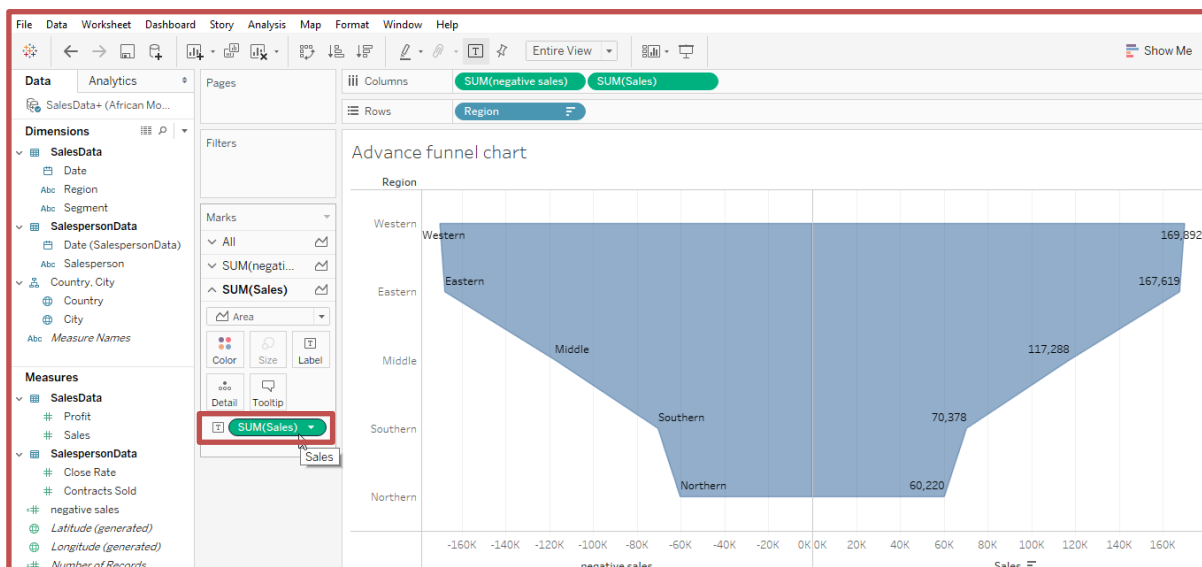 File Data Worksheet Dashboard Story Analysis Map Format Window Help
Entire View
Show Me
Data Analytics
SalesData+ (African Mo...
Dimensions
SalesData
Date
Abc Region
Abc Segment
SalespersonData
Date (SalespersonData)
Abc Salesperson
Country, City
Country
City
Abc Measure Names
Measures
SalesData
# Profit
# Sales
SalespersonData
# Close Rate
# Contracts Sold
=# negative sales
Latitude (generated)
Longitude (generated)
=# Number of Records
Pages
Filters
Marks
All
SUM(negati...
SUM(Sales)
Area
Color Size Label
Detail Tooltip
T SUM(Sales)
Sales
iii Columns SUM(negative sales) SUM(Sales)
Rows Region
Advance funnel chart
Region
Western Western 169,892
Eastern Eastern 167,619
Middle Middle 117,288
Southern Southern 70,378
Northern Northern 60,220
-160K -140K -120K -100K -80K -60K -40K -20K 0K 0K 20K 40K 60K 80K 100K 120K 140K 160K
negative sales Sales